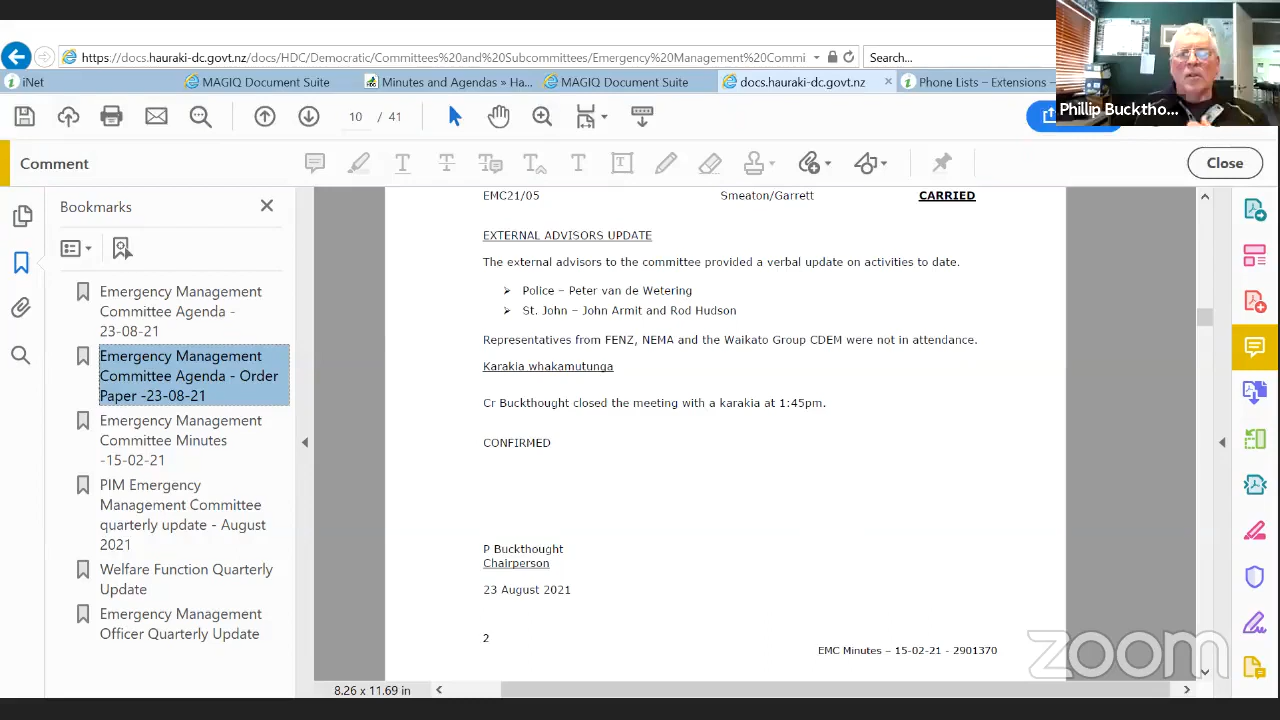 https://docs.hauraki-dc.govt.nz/docs/HDC/Democratic/Committees%20and%20Subcommittees/Emergency%20Management%20Commi
Search...
iNet
MAGIQ Document Suite
Minutes and Agendas > Ha...
MAGIQ Document Suite
docs.hauraki-dc.govt.nz
Phone Lists – Extensions –
Phillip Bucktho...
10 / 41
Comment
Close
Bookmarks
Emergency Management
Committee Agenda -
23-08-21
Emergency Management
Committee Agenda - Order
Paper -23-08-21
Emergency Management
Committee Minutes
-15-02-21
PIM Emergency
Management Committee
quarterly update - August
2021
Welfare Function Quarterly
Update
Emergency Management
Officer Quarterly Update
EMC21/05 Smeaton/Garrett CARRIED
EXTERNAL ADVISORS UPDATE
The external advisors to the committee provided a verbal update on activities to date.
➢ Police – Peter van de Wetering
➢ St. John – John Armit and Rod Hudson
Representatives from FENZ, NEMA and the Waikato Group CDEM were not in attendance.
Karakia whakamutunga
Cr Buckthought closed the meeting with a karakia at 1:45pm.
CONFIRMED
P Buckthought
Chairperson
23 August 2021
2
EMC Minutes – 15-02-21 - 2901370
8.26 x 11.69 in
zoom